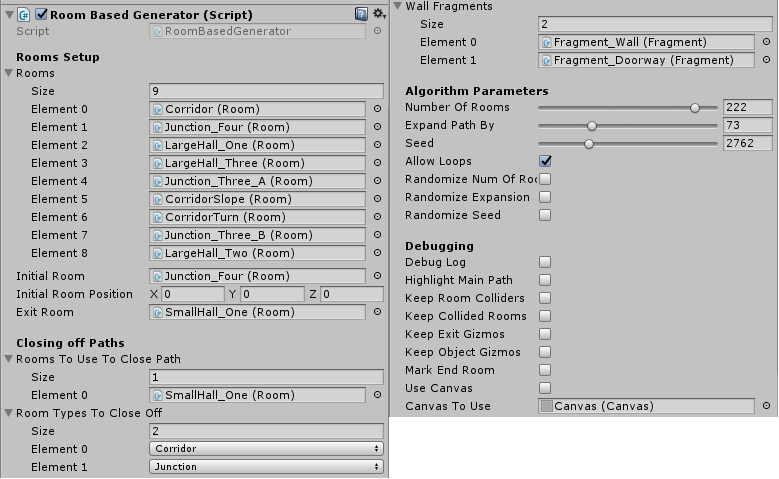 Room Based Generator (Script)
Script RoomBasedGenerator
Rooms Setup
Rooms
Size 9
Element 0 Corridor (Room)
Element 1 Junction_Four (Room)
Element 2 LargeHall_One (Room)
Element 3 LargeHall_Three (Room)
Element 4 Junction_Three_A (Room)
Element 5 CorridorSlope (Room)
Element 6 CorridorTurn (Room)
Element 7 Junction_Three_B (Room)
Element 8 LargeHall_Two (Room)
Initial Room Junction_Four (Room)
Initial Room Position X 0 Y 0 Z 0
Exit Room SmallHall_One (Room)
Closing off Paths
Rooms To Use To Close Path
Size 1
Element 0 SmallHall_One (Room)
Room Types To Close Off
Size 2
Element 0 Corridor
Element 1 Junction
Wall Fragments
Size 2
Element 0 Fragment_Wall (Fragment)
Element 1 Fragment_Doorway (Fragment)
Algorithm Parameters
Number Of Rooms 222
Expand Path By 73
Seed 2762
Allow Loops
Randomize Num Of Roo
Randomize Expansion
Randomize Seed
Debugging
Debug Log
Highlight Main Path
Keep Room Colliders
Keep Collided Rooms
Keep Exit Gizmos
Keep Object Gizmos
Mark End Room
Use Canvas
Canvas To Use Canvas (Canvas)